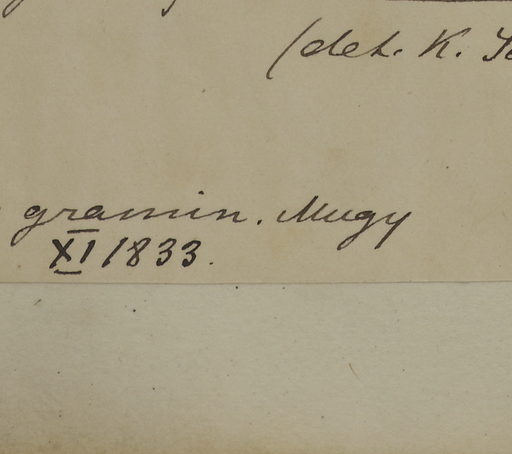 (det. K.
gramin. Mugy
XI 1833.